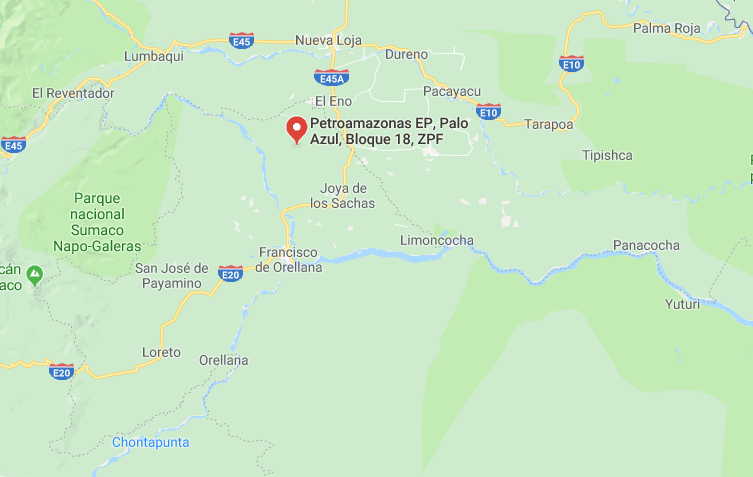 Palma Roja
E45
Nueva Loja
Lumbaqui
Dureno
E10
E45A
El Reventador
El Eno
Pacayacu
E10
Petroamazonas EP, Palo
Azul, Bloque 18, ZPF
Tarapoa
E45
Tipishca
Joya de
los Sachas
Parque
nacional
Sumaco
Napo-Galeras
Limoncocha
Panacocha
Francisco
de Orellana
San José de
Payamino
E20
cán
aco
Yuturi
Loreto
Orellana
E20
Chontapunta